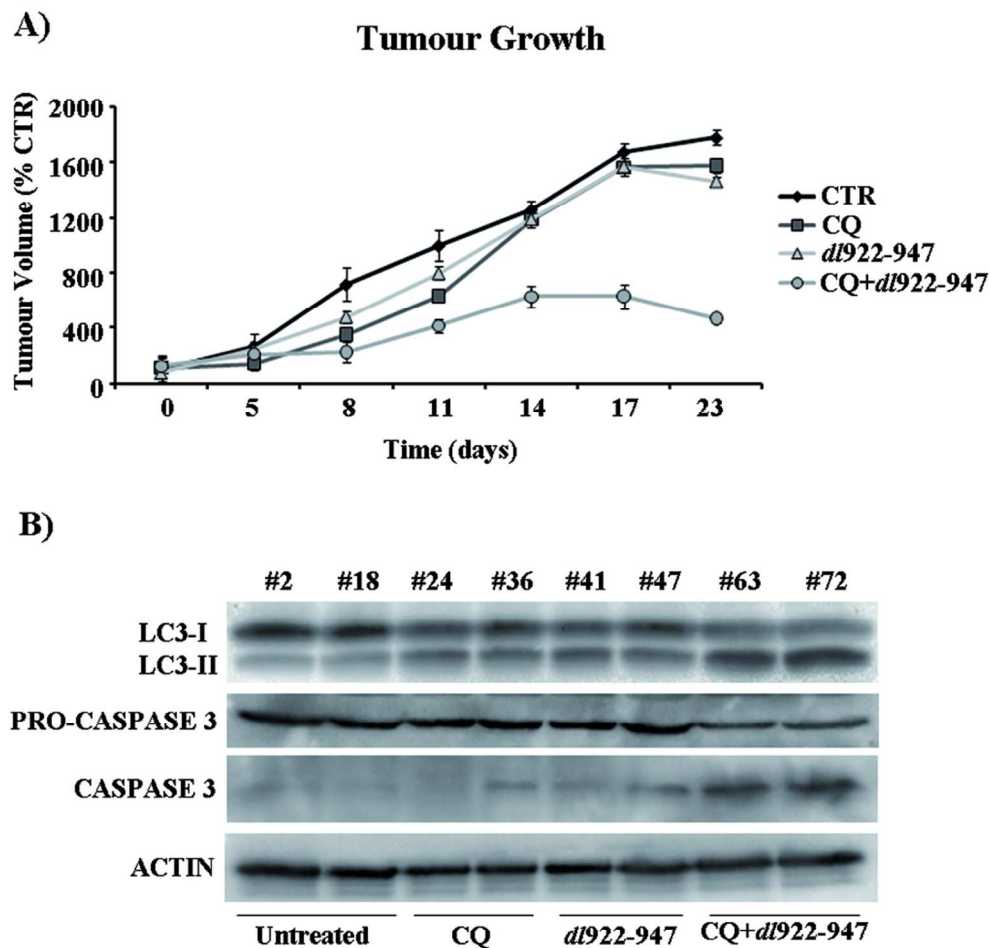 A)
Tumour Growth
Tumour Volume (% CTR)
2000
1600
1200
800
400
0
0 5 8 11 14 17 23
Time (days)
CTR
CQ
dl922-947
CQ+dl922-947
B)
#2 #18 #24 #36 #41 #47 #63 #72
LC3-I
LC3-II
PRO-CASPASE 3
CASPASE 3
ACTIN
Untreated CQ dl922-947 CQ+dl922-947